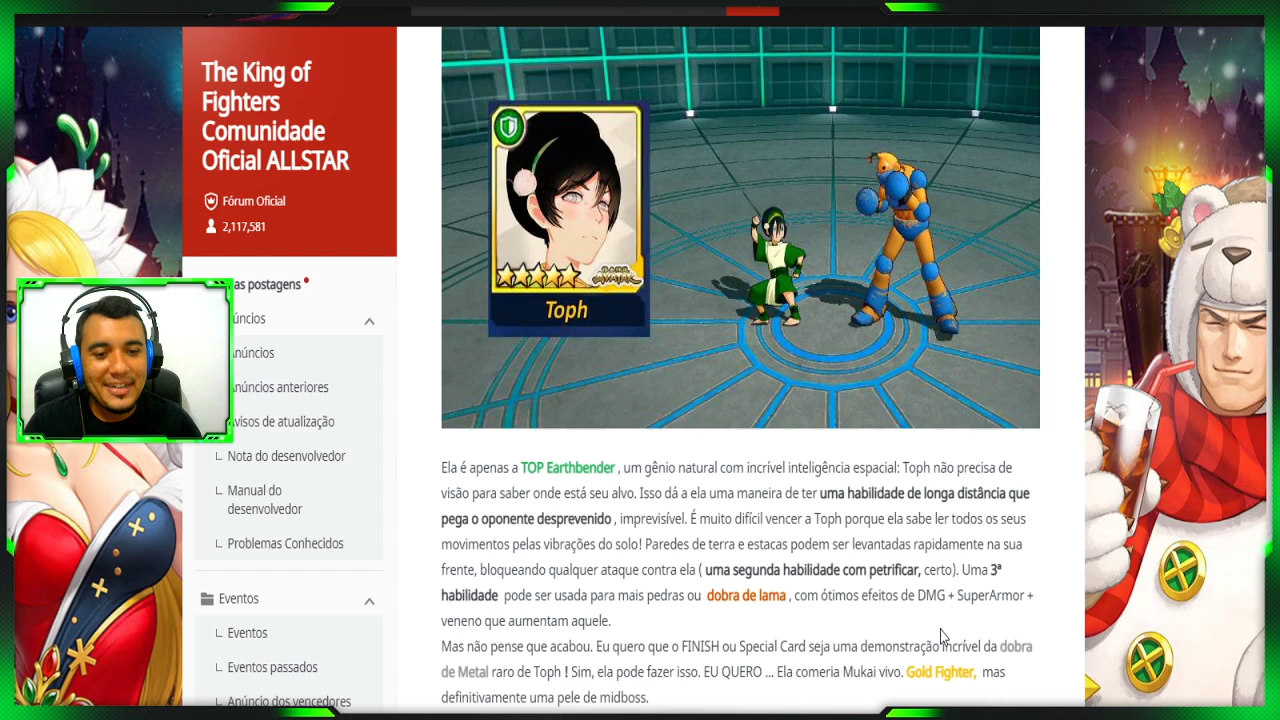 The King of
Fighters
Comunidade
Oficial ALLSTAR
Fórum Oficial
2,117,581
as postagens
úncios
Anúncios
Anúncios anteriores
Avisos de atualização
Nota do desenvolvedor
Manual do
desenvolvedor
Problemas Conhecidos
Eventos
Eventos
Eventos passados
Anúncio dos vencedores
Toph
Ela é apenas a TOP Earthbender , um gênio natural com incrível inteligência espacial: Toph não precisa de
visão para saber onde está seu alvo. Isso dá a ela uma maneira de ter uma habilidade de longa distância que
pega o oponente desprevenido , imprevisível. É muito difícil vencer a Toph porque ela sabe ler todos os seus
movimentos pelas vibrações do solo! Paredes de terra e estacas podem ser levantadas rapidamente na sua
frente, bloqueando qualquer ataque contra ela ( uma segunda habilidade com petrificar, certo). Uma 3ª
habilidade pode ser usada para mais pedras ou dobra de lama , com ótimos efeitos de DMG + SuperArmor +
veneno que aumentam aquele.
Mas não pense que acabou. Eu quero que o FINISH ou Special Card seja uma demonstração incrível da dobra
de Metal raro de Toph ! Sim, ela pode fazer isso. EU QUERO ... Ela comeria Mukai vivo. Gold Fighter, mas
definitivamente uma pele de midboss.